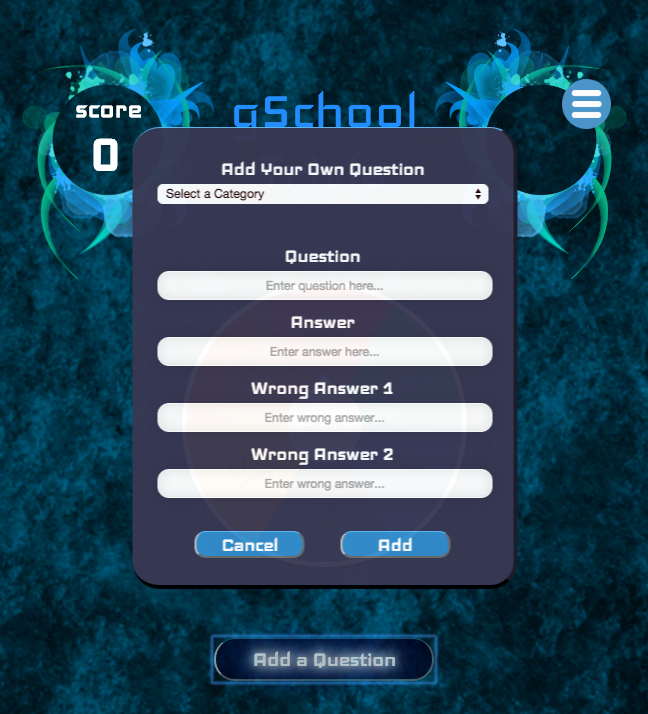 score
0
gSchool
Add Your Own Question
Select a Category
Question
Enter question here...
Answer
Enter answer here...
Wrong Answer 1
Enter wrong answer...
Wrong Answer 2
Enter wrong answer...
Cancel Add
Add a Question